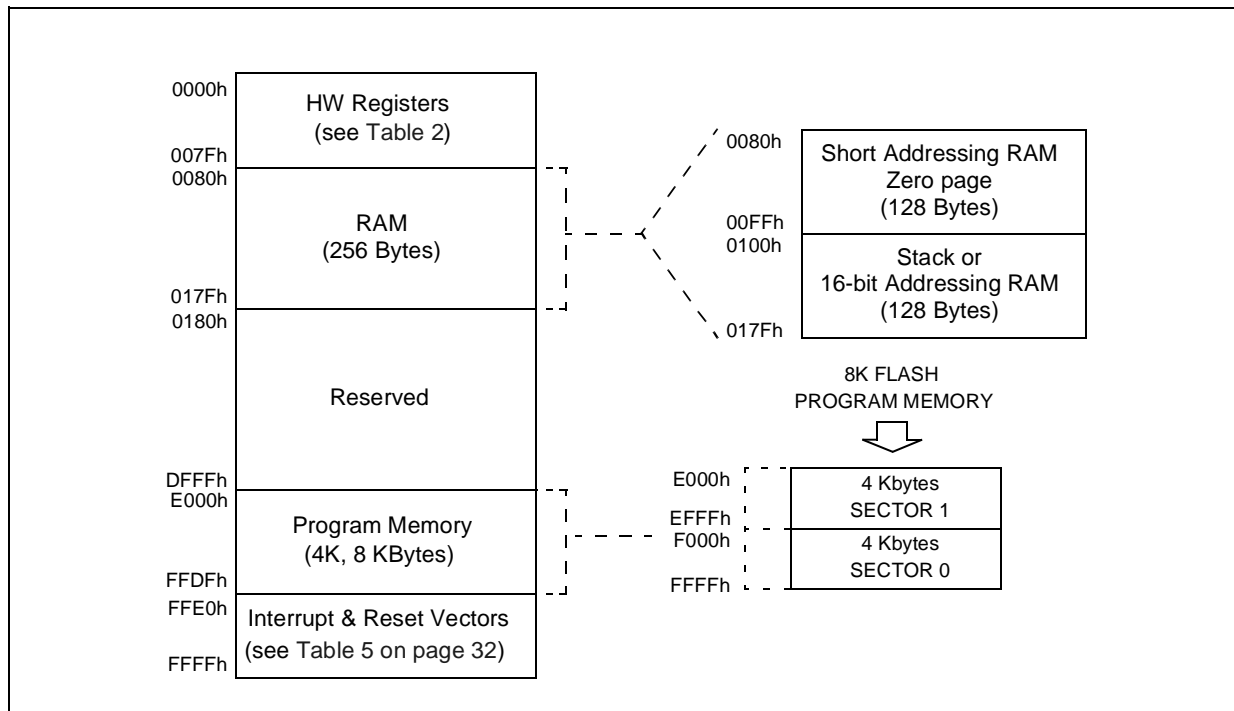 0000h
HW Registers
(see Table 2)
007Fh
0080h
RAM
(256 Bytes)
017Fh
0180h
Reserved
DFFFh
E000h
Program Memory
(4K, 8 KBytes)
FFDFh
FFE0h
Interrupt & Reset Vectors
(see Table 5 on page 32)
FFFFh
0080h
Short Addressing RAM
Zero page
(128 Bytes)
00FFh
0100h
Stack or
16-bit Addressing RAM
(128 Bytes)
017Fh
8K FLASH
PROGRAM MEMORY
E000h
4 Kbytes
SECTOR 1
EFFFh
F000h
4 Kbytes
SECTOR 0
FFFFh